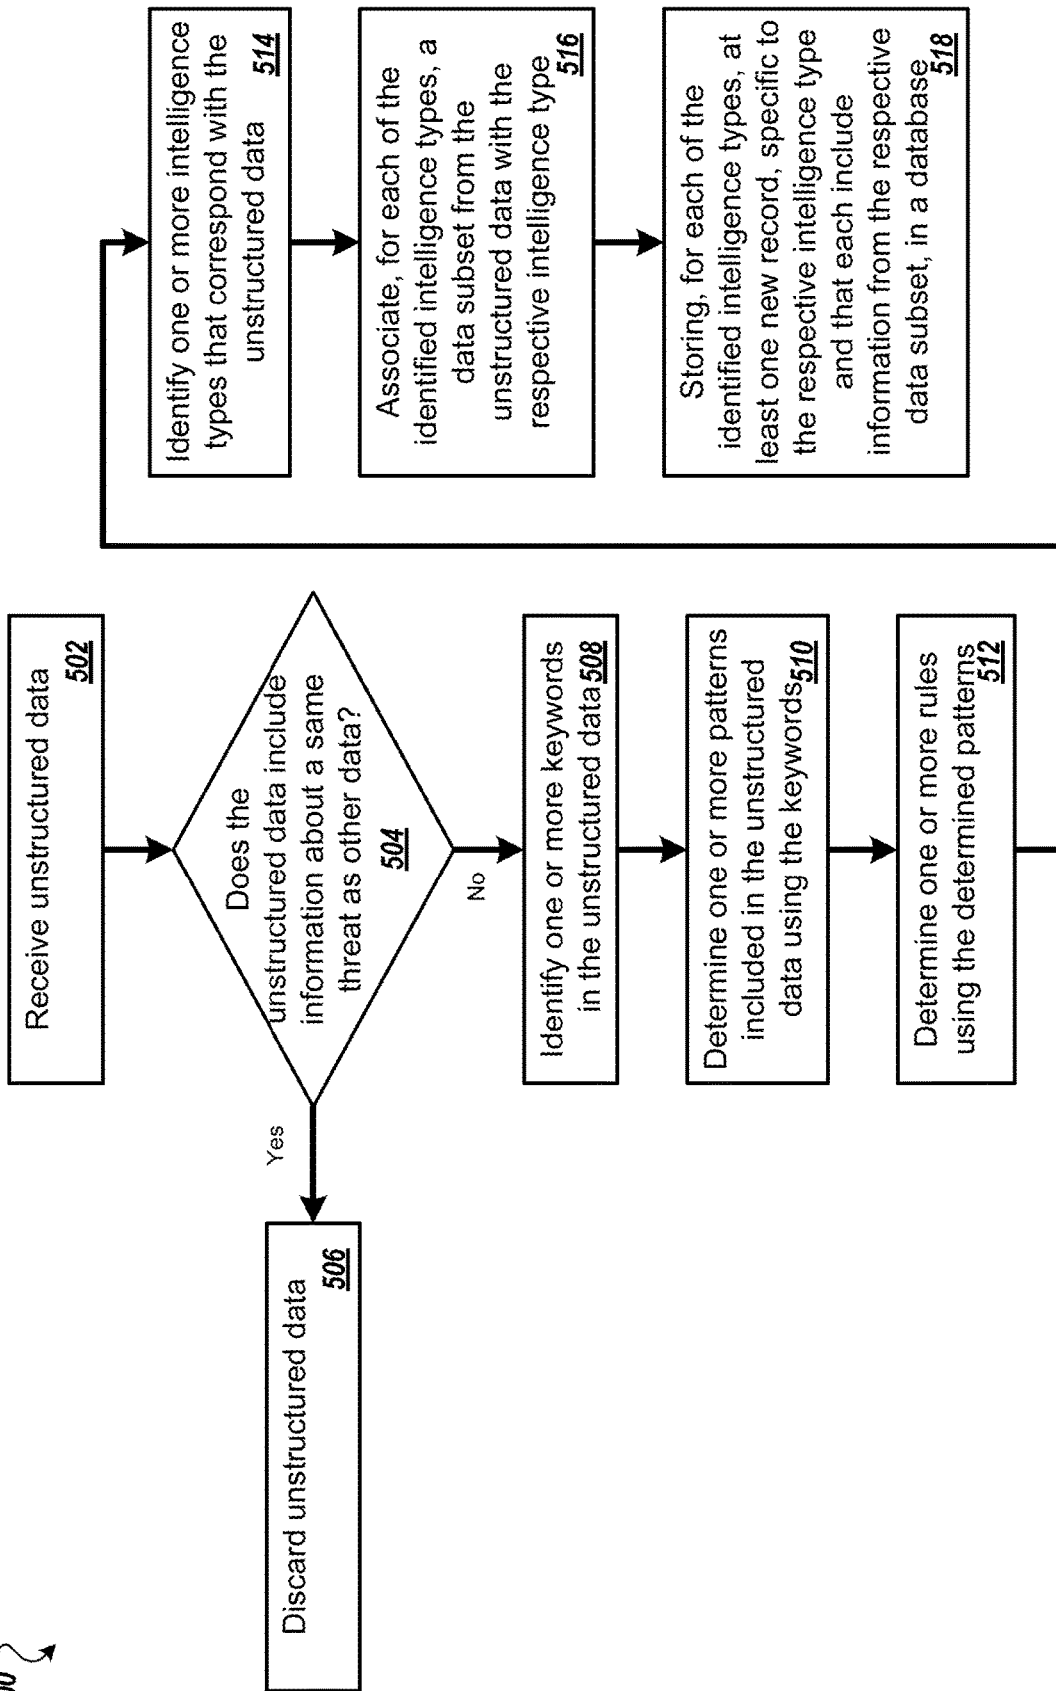 Receive unstructured data
502
Does the
unstructured data include
information about a same
threat as other data?
504
Yes
No
Discard unstructured data
506
Identify one or more keywords
in the unstructured data 508
Determine one or more patterns
included in the unstructured
data using the keywords 510
Determine one or more rules
using the determined patterns
512
Identify one or more intelligence
types that correspond with the
unstructured data
514
Associate, for each of the
identified intelligence types, a
data subset from the
unstructured data with the
respective intelligence type
516
Storing, for each of the
identified intelligence types, at
least one new record, specific to
the respective intelligence type
and that each include
information from the respective
data subset, in a database
518